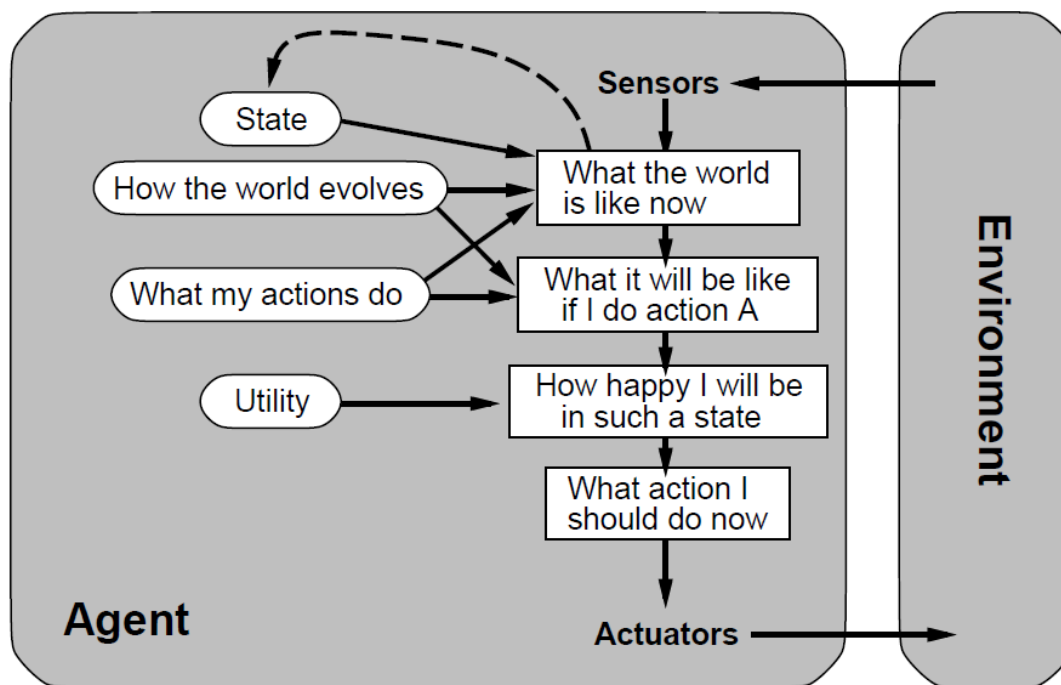 Sensors
State
What the world
is like now
How the world evolves
What it will be like
if I do action A
What my actions do
How happy I will be
in such a state
Utility
What action I
should do now
Agent
Actuators
Environment